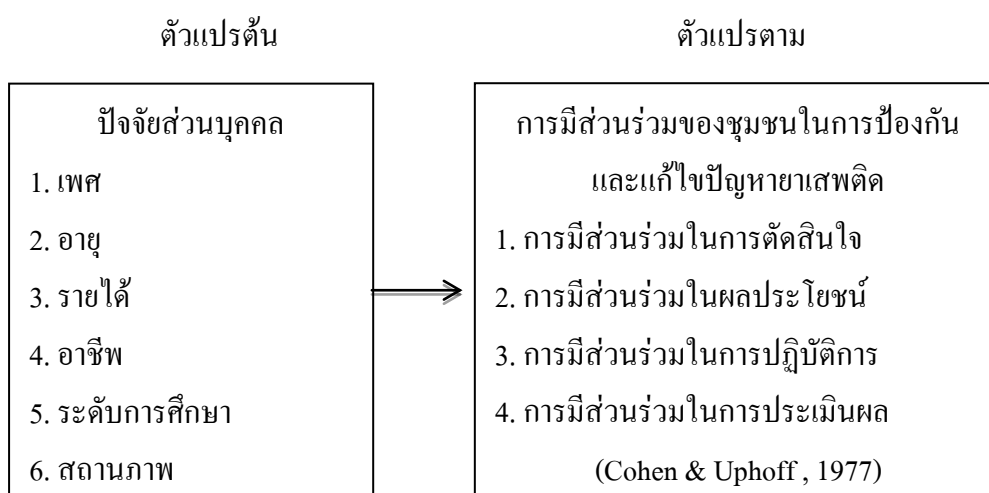 ตัวแปรต้น
ตัวแปรตาม
ปัจจัยส่วนบุคคล
1. เพศ
2. อายุ
3. รายได้
4. อาชีพ
5. ระดับการศึกษา
6. สถานภาพ
การมีส่วนร่วมของชุมชนในการป้องกัน
และแก้ไขปัญหายาเสพติด
1. การมีส่วนร่วมในการตัดสินใจ
2. การมีส่วนร่วมในผลประโยชน์
3. การมีส่วนร่วมในการปฏิบัติการ
4. การมีส่วนร่วมในการประเมินผล
(Cohen & Uphoff , 1977)